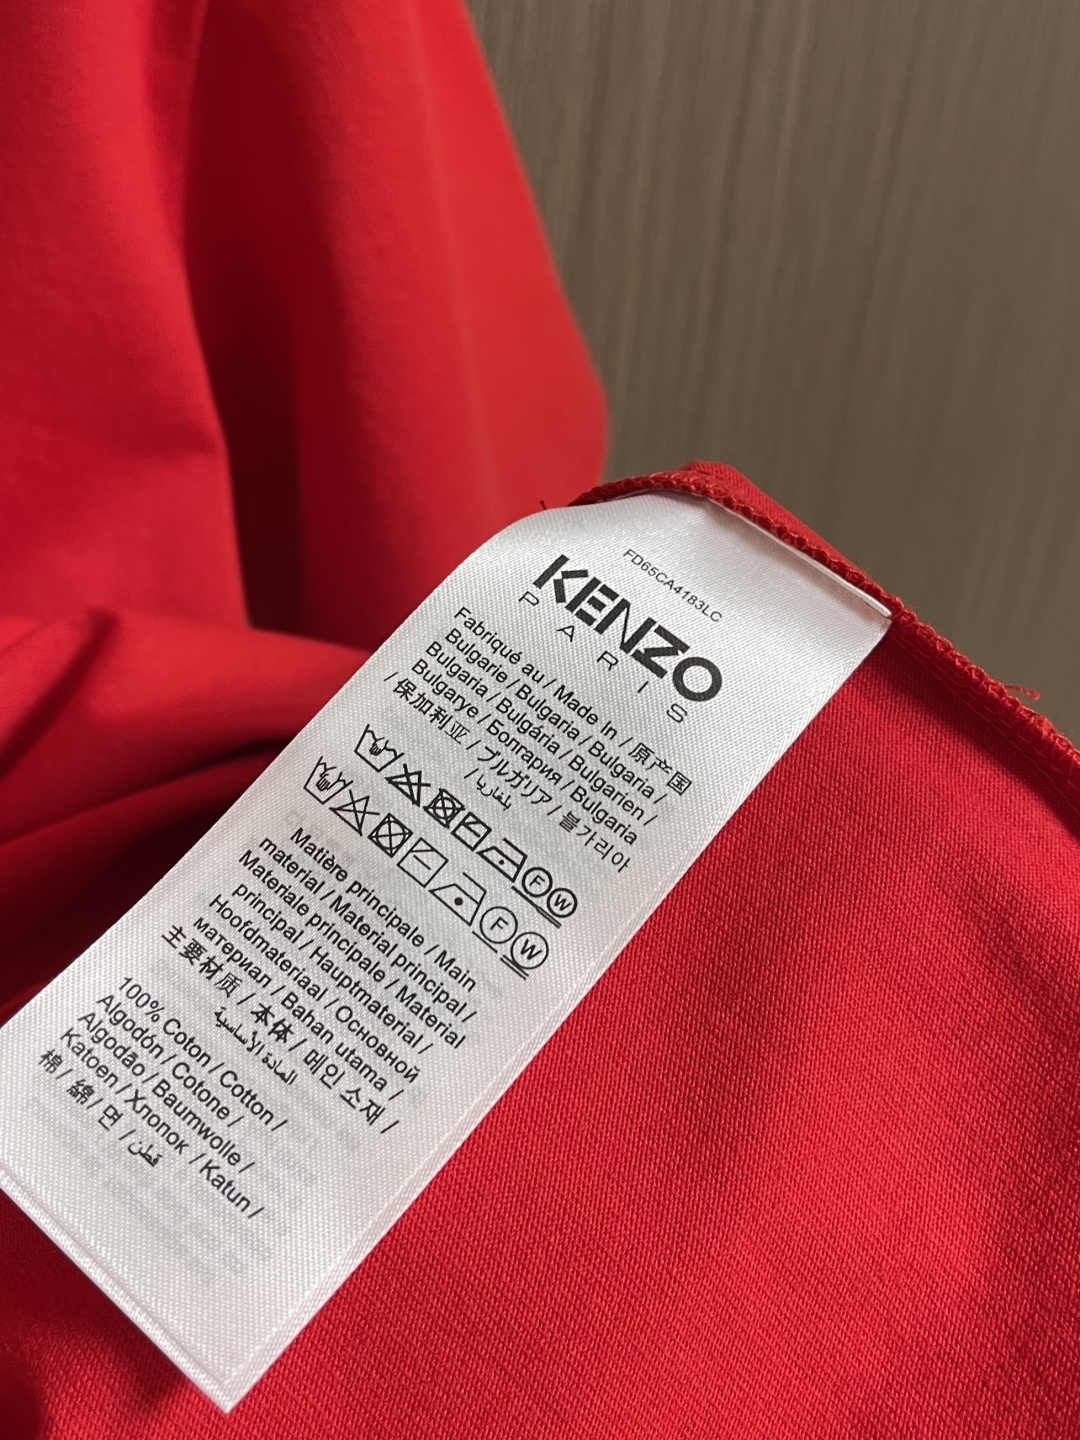 FD65CA4183LC
KENZO
PARIS
Fabriqué au / Made In / 原产国
Bulgarie / Bulgaria / Bulgaria /
Bulgaria / Bulgária / Bulgarien /
Bulgarye / Болгария / Bulgaria
/ 保加利亚 / ブルガリア / 불가리아
/ بلغاريا
F W
F W
Matière principale / Main
material / Material principal /
Materiale principale / Material
principal / Hauptmaterial /
Hoofdmateriaal / Основной
материал / Bahan utama /
主要材质 / 本体 / 메인 소재 /
المادة الأساسية
100% Coton / Cotton /
Algodón / Cotone /
Algodão / Baumwolle /
Katoen / Хлопок / Katun /
棉 / 綿 / 면 / قطن